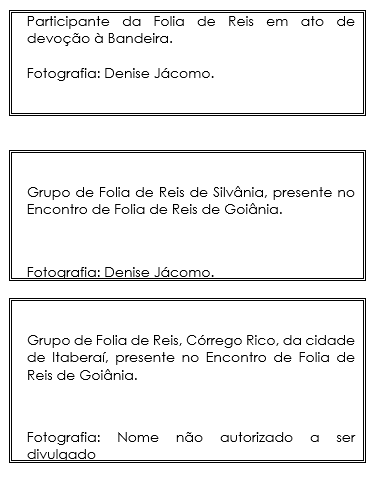 Participante da Folia de Reis em ato de
devoção à Bandeira.
Fotografia: Denise Jácomo.
Grupo de Folia de Reis de Silvânia, presente no
Encontro de Folia de Reis de Goiânia.
Fotografia: Denise Jácomo.
Grupo de Folia de Reis, Córrego Rico, da cidade
de Itaberaí, presente no Encontro de Folia de
Reis de Goiânia.
Fotografia: Nome não autorizado a ser
divulgado